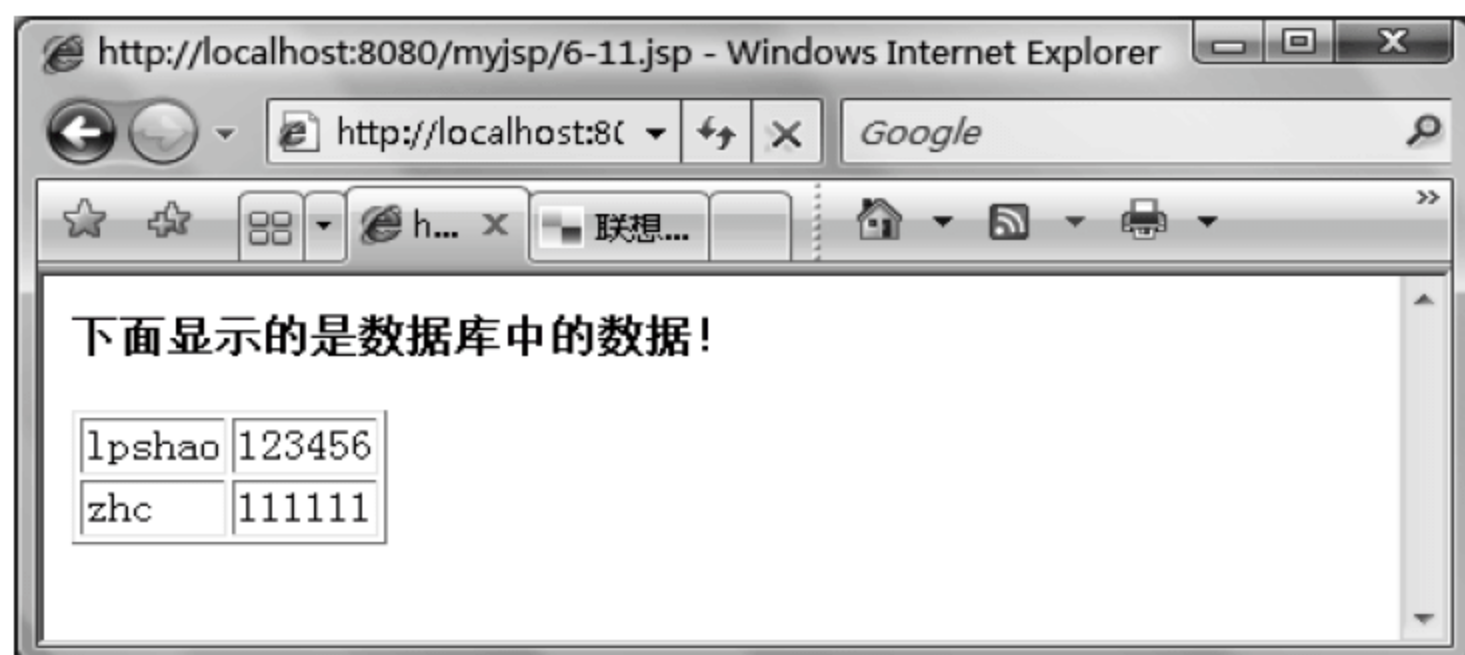 http://localhost:8080/myjsp/6-11.jsp - Windows Internet Explorer
http://localhost:8( Google
h... 联想...
下面显示的是数据库中的数据!
lpshao 123456
zhc 111111